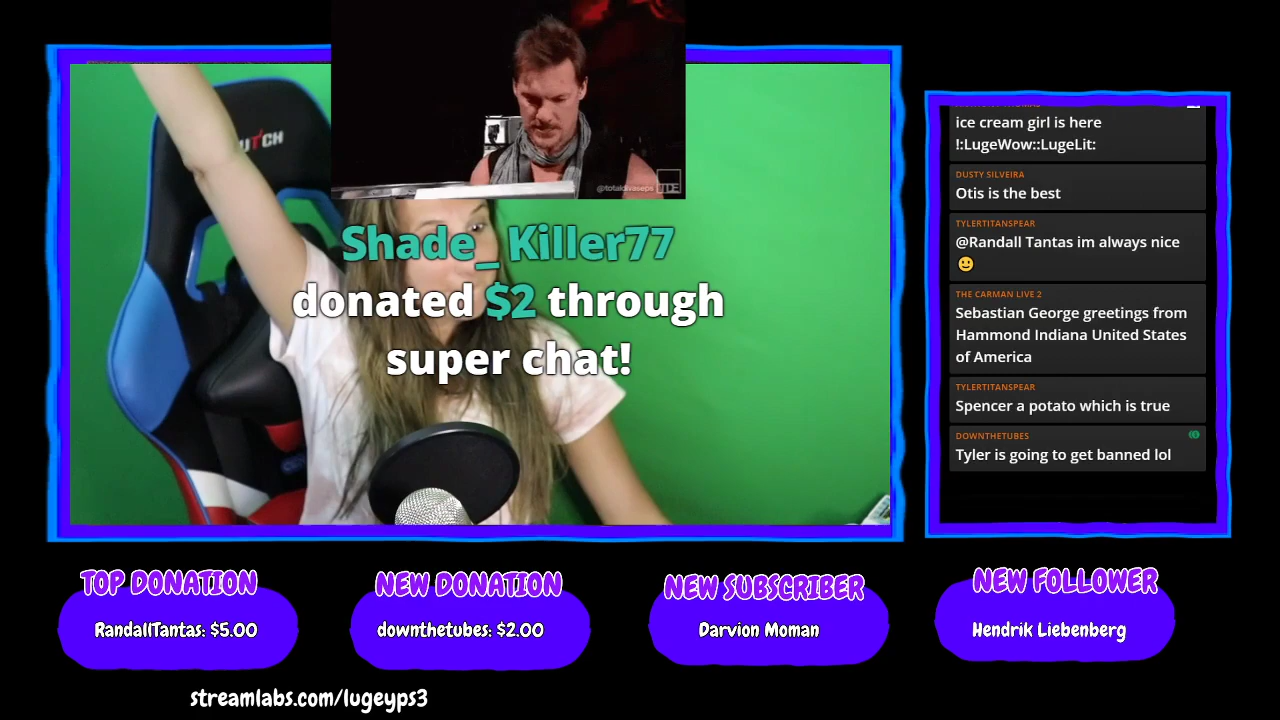 UTCH
@totaldivaseps
TDE
Shade_Killer77
donated $2 through
super chat!
ice cream girl is here
!:LugeWow::LugeLit:
DUSTY SILVEIRA
Otis is the best
TYLERTITANSPEAR
@Randall Tantas im always nice
🙂
THE CARMAN LIVE 2
Sebastian George greetings from
Hammond Indiana United States
of America
TYLERTITANSPEAR
Spencer a potato which is true
DOWNTHETUBES
Tyler is going to get banned lol
TOP DONATION
RandallTantas: $5.00
NEW DONATION
downthetubes: $2.00
NEW SUBSCRIBER
Darvion Moman
NEW FOLLOWER
Hendrik Liebenberg
streamlabs.com/lugeyps3